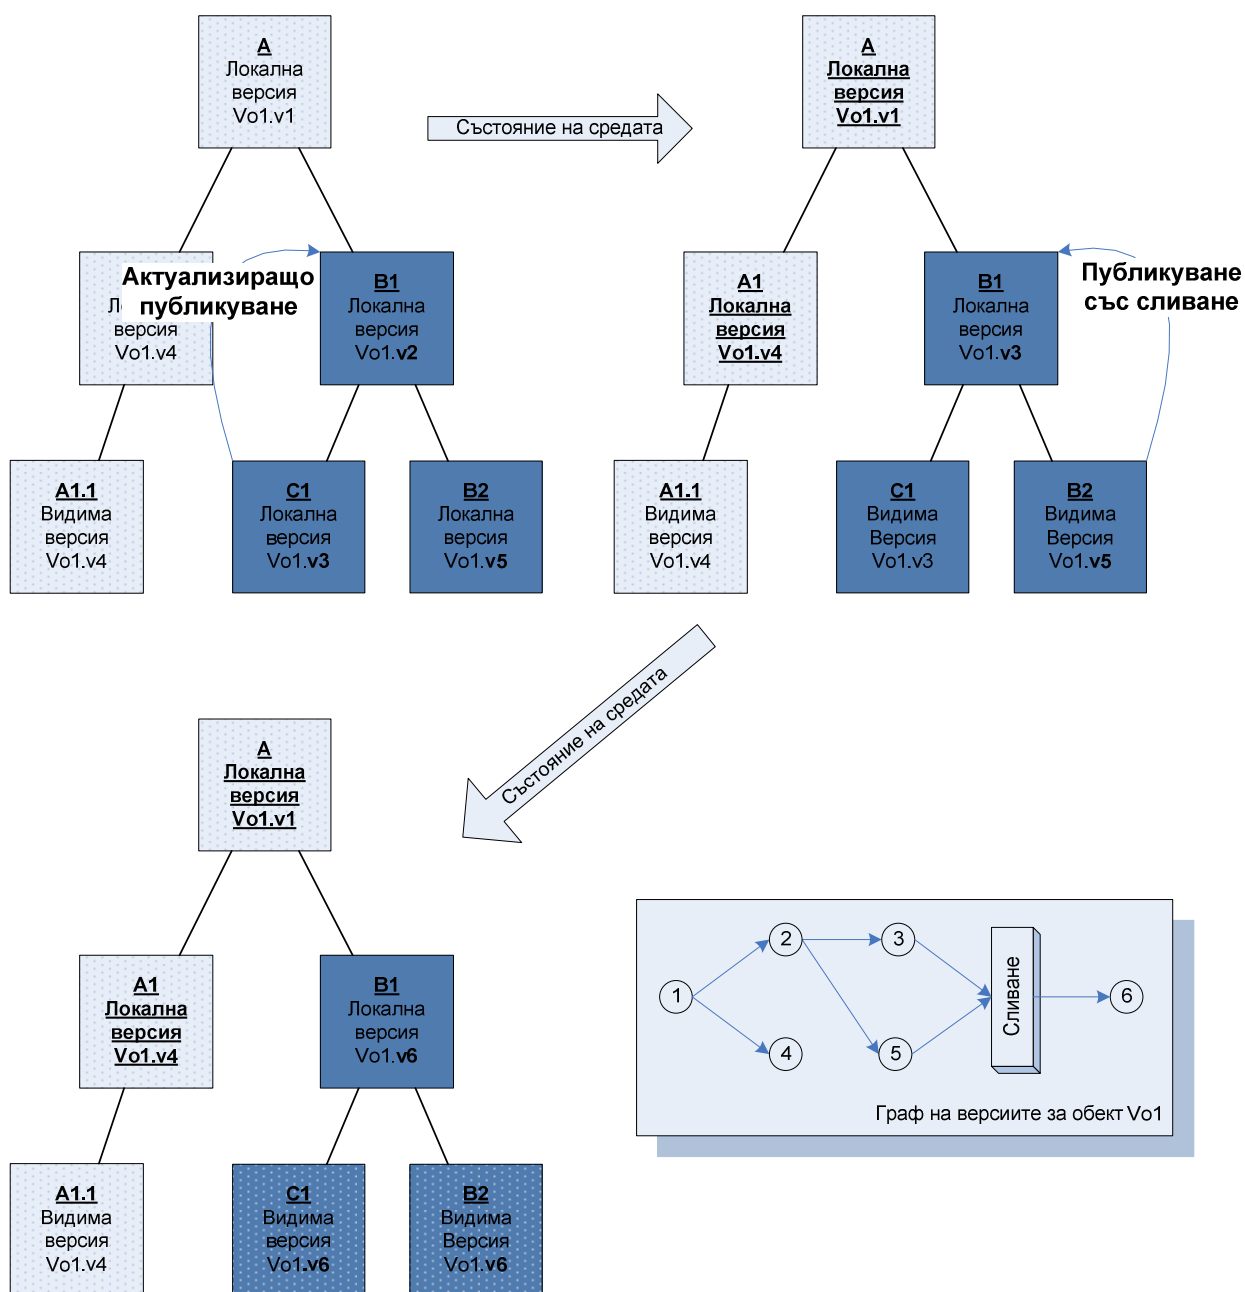 A
Локална
версия
Vo1.v1
Състояние на средата
A
Локална
версия
Vo1.v1
Актуализиращо
публикуване
версия
Vo1.v4
B1
Локална
версия
Vo1.v2
A1
Локална
версия
Vo1.v4
B1
Локална
версия
Vo1.v3
Публикуване
със сливане
A1.1
Видима
версия
Vo1.v4
C1
Локална
версия
Vo1.v3
B2
Локална
версия
Vo1.v5
A1.1
Видима
версия
Vo1.v4
C1
Видима
Версия
Vo1.v3
B2
Видима
Версия
Vo1.v5
Състояние на средата
A
Локална
версия
Vo1.v1
A1
Локална
версия
Vo1.v4
B1
Локална
версия
Vo1.v6
A1.1
Видима
версия
Vo1.v4
C1
Видима
версия
Vo1.v6
B2
Видима
Версия
Vo1.v6
1
2
3
4
5
Сливане
6
Граф на версиите за обект Vo1